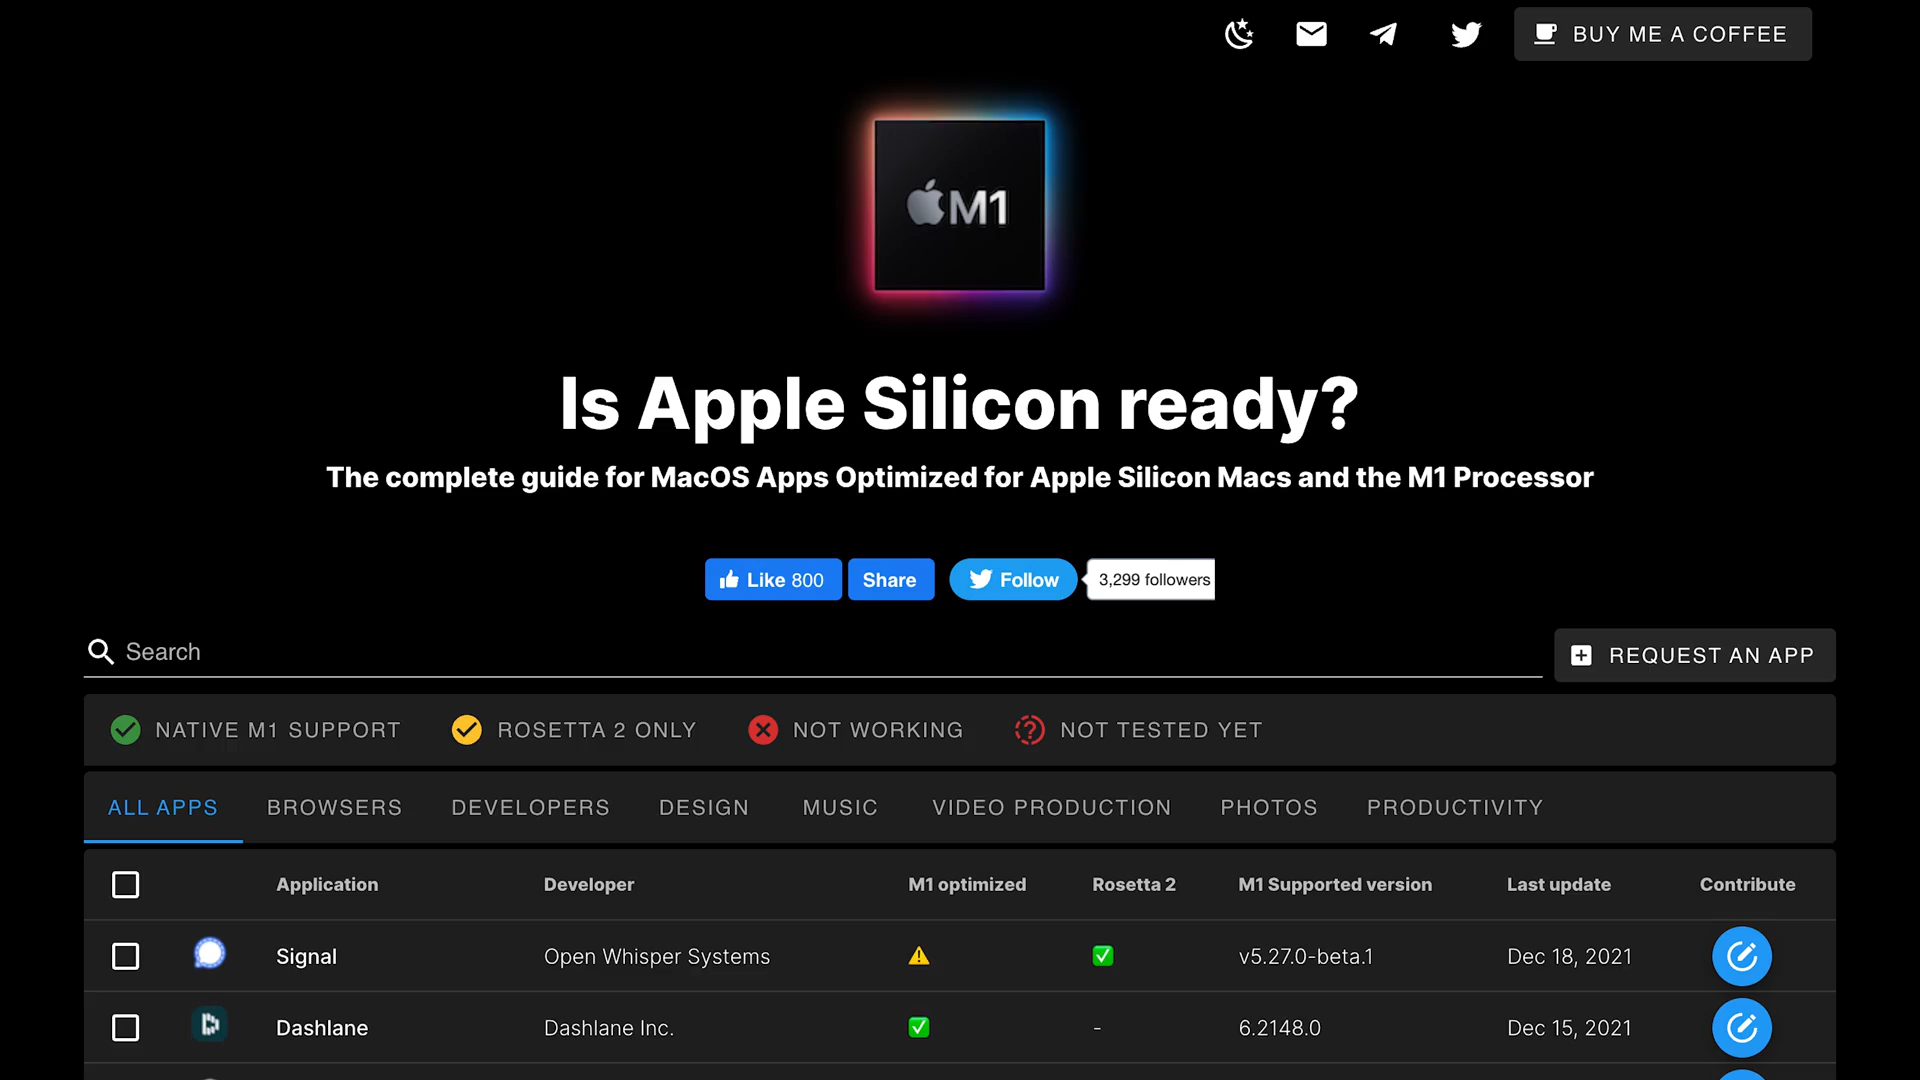 BUY ME A COFFEE
M1
Is Apple Silicon ready?
The complete guide for MacOS Apps Optimized for Apple Silicon Macs and the M1 Processor
Like 800 Share Follow 3,299 followers
Search REQUEST AN APP
NATIVE M1 SUPPORT ROSETTA 2 ONLY NOT WORKING NOT TESTED YET
ALL APPS BROWSERS DEVELOPERS DESIGN MUSIC VIDEO PRODUCTION PHOTOS PRODUCTIVITY
Application Developer M1 optimized Rosetta 2 M1 Supported version Last update Contribute
Signal Open Whisper Systems v5.27.0-beta.1 Dec 18, 2021
Dashlane Dashlane Inc. - 6.2148.0 Dec 15, 2021